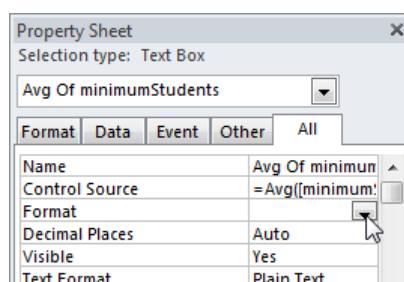 Property Sheet
Selection type: Text Box
Avg Of minimumStudents
Format Data Event Other All
Name Avg Of minimum
Control Source =Avg([minimum
Format
Decimal Places Auto
Visible Yes
Text Format Plain Text